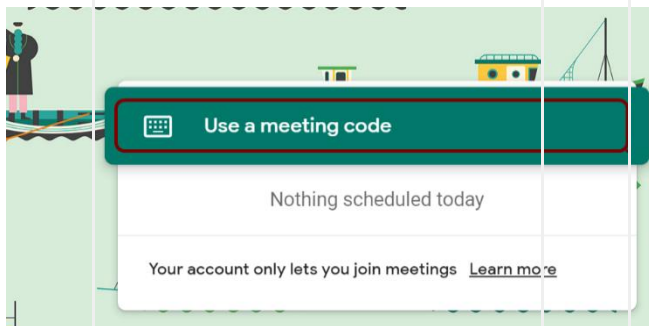 Use a meeting code
Nothing scheduled today
Your account only lets you join meetings Learn more